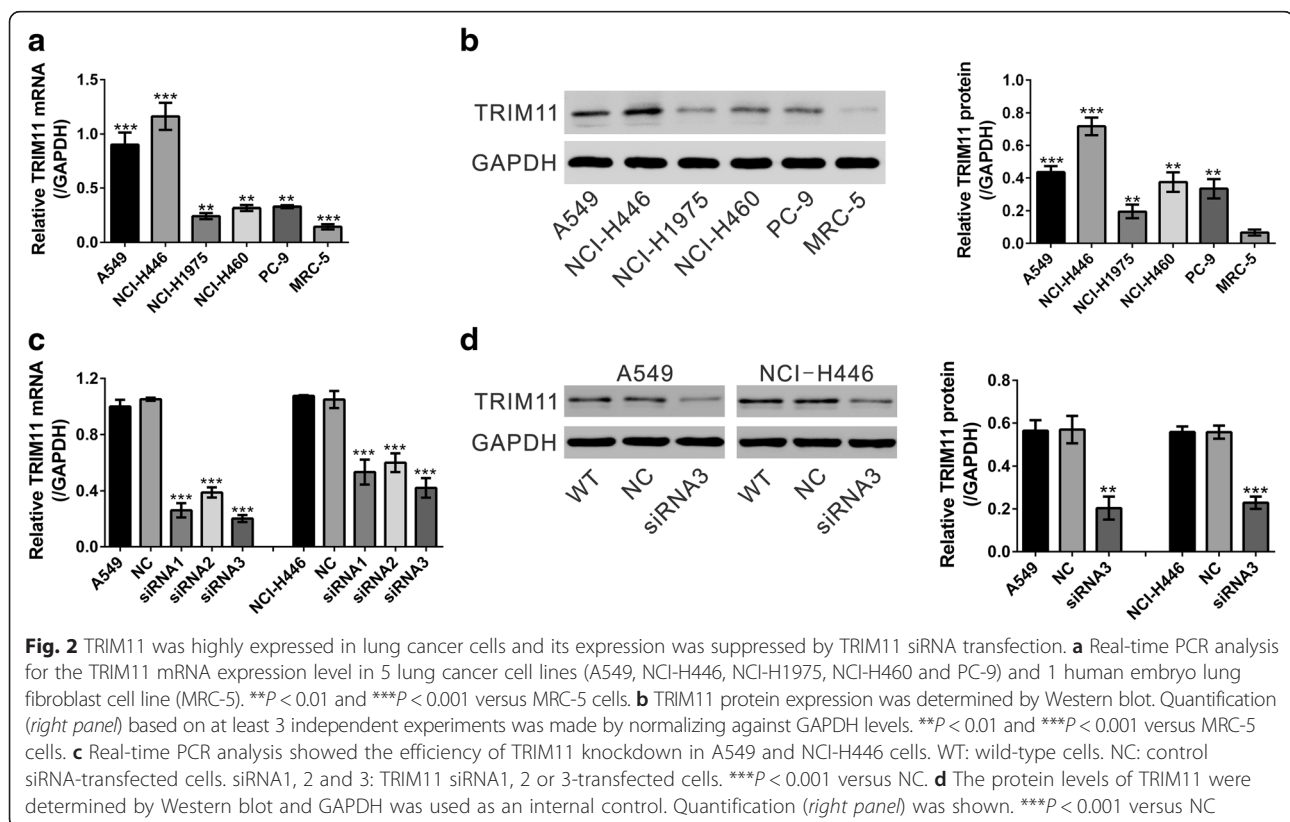 a
Relative TRIM11 mRNA
(/GAPDH)
1.5
1.0
0.5
0.0
***
***
**
**
**
***
A549
NCI-H446
NCI-H1975
NCI-H460
PC-9
MRC-5
b
TRIM11
GAPDH
A549
NCI-H446
NCI-H1975
NCI-H460
PC-9
MRC-5
Relative TRIM11 protein
(/GAPDH)
0.8
0.6
0.4
0.2
0.0
***
***
**
**
**
A549
NCI-H446
NCI-H1975
NCI-H460
PC-9
MRC-5
c
Relative TRIM11 mRNA
(/GAPDH)
1.2
0.8
0.4
0.0
***
***
***
***
***
***
A549
NC
siRNA1
siRNA2
siRNA3
NCI-H446
NC
siRNA1
siRNA2
siRNA3
d
A549
NCI-H446
TRIM11
GAPDH
WT
NC
siRNA3
WT
NC
siRNA3
Relative TRIM11 protein
(/GAPDH)
0.6
0.4
0.2
0.0
**
***
A549
NC
siRNA3
NCI-H446
NC
siRNA3
Fig. 2 TRIM11 was highly expressed in lung cancer cells and its expression was suppressed by TRIM11 siRNA transfection. a Real-time PCR analysis
for the TRIM11 mRNA expression level in 5 lung cancer cell lines (A549, NCI-H446, NCI-H1975, NCI-H460 and PC-9) and 1 human embryo lung
fibroblast cell line (MRC-5). **P < 0.01 and ***P < 0.001 versus MRC-5 cells. b TRIM11 protein expression was determined by Western blot. Quantification
(right panel) based on at least 3 independent experiments was made by normalizing against GAPDH levels. **P < 0.01 and ***P < 0.001 versus MRC-5
cells. c Real-time PCR analysis showed the efficiency of TRIM11 knockdown in A549 and NCI-H446 cells. WT: wild-type cells. NC: control
siRNA-transfected cells. siRNA1, 2 and 3: TRIM11 siRNA1, 2 or 3-transfected cells. ***P < 0.001 versus NC. d The protein levels of TRIM11 were
determined by Western blot and GAPDH was used as an internal control. Quantification (right panel) was shown. ***P < 0.001 versus NC